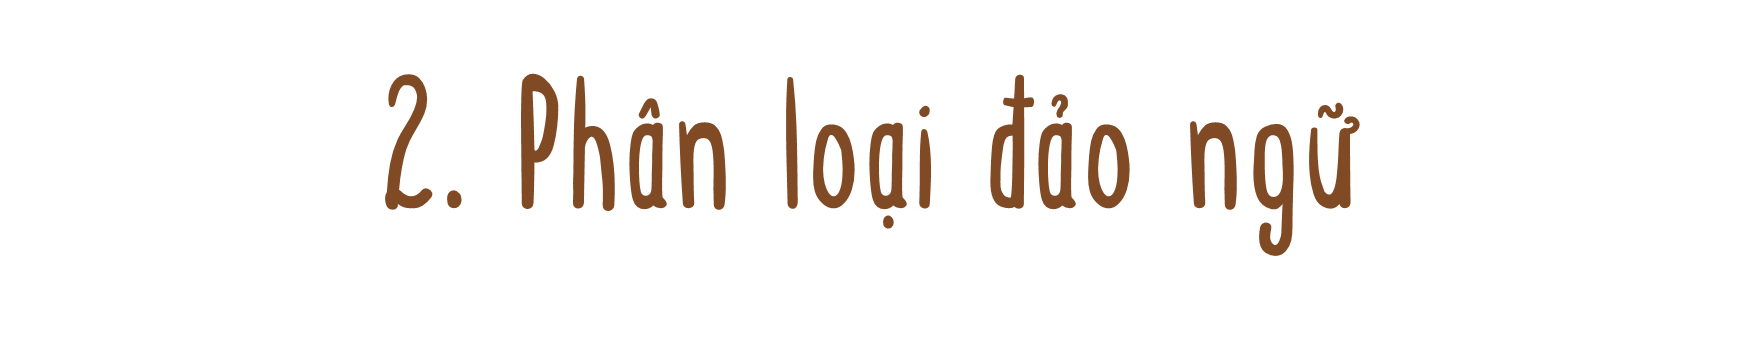 2. Phân loại đảo ngữ